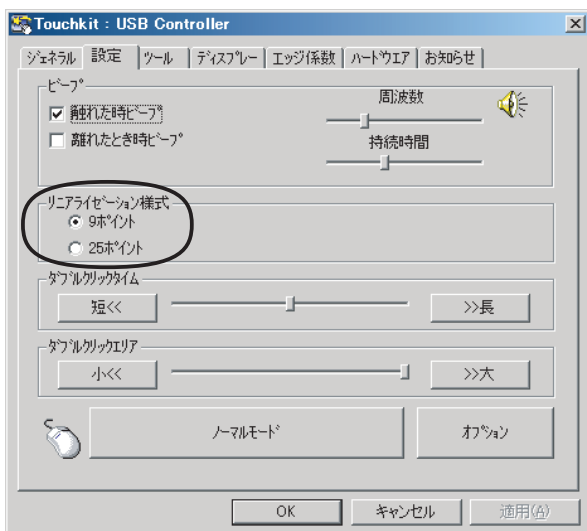 Touchkit : USB Controller
ｼﾞｪﾈﾗﾙ 設定 ﾂｰﾙ ﾃﾞｨｽﾌﾟﾚｰ ｴｯｼﾞ係数 ﾊｰﾄﾞｳｴｱ お知らせ
ﾋﾞｰﾌﾟ
触れた時ﾋﾞｰﾌﾟ
離れたとき時ﾋﾞｰﾌﾟ
周波数
持続時間
ﾘﾆｱﾗｲｾﾞｰｼｮﾝ様式
9ﾎﾟｲﾝﾄ
25ﾎﾟｲﾝﾄ
ﾀﾞﾌﾞﾙｸﾘｯｸﾀｲﾑ
短<< >>長
ﾀﾞﾌﾞﾙｸﾘｯｸｴﾘｱ
小<< >>大
ﾉｰﾏﾙﾓｰﾄﾞ ｵﾌﾟｼｮﾝ
OK キャンセル 適用(A)